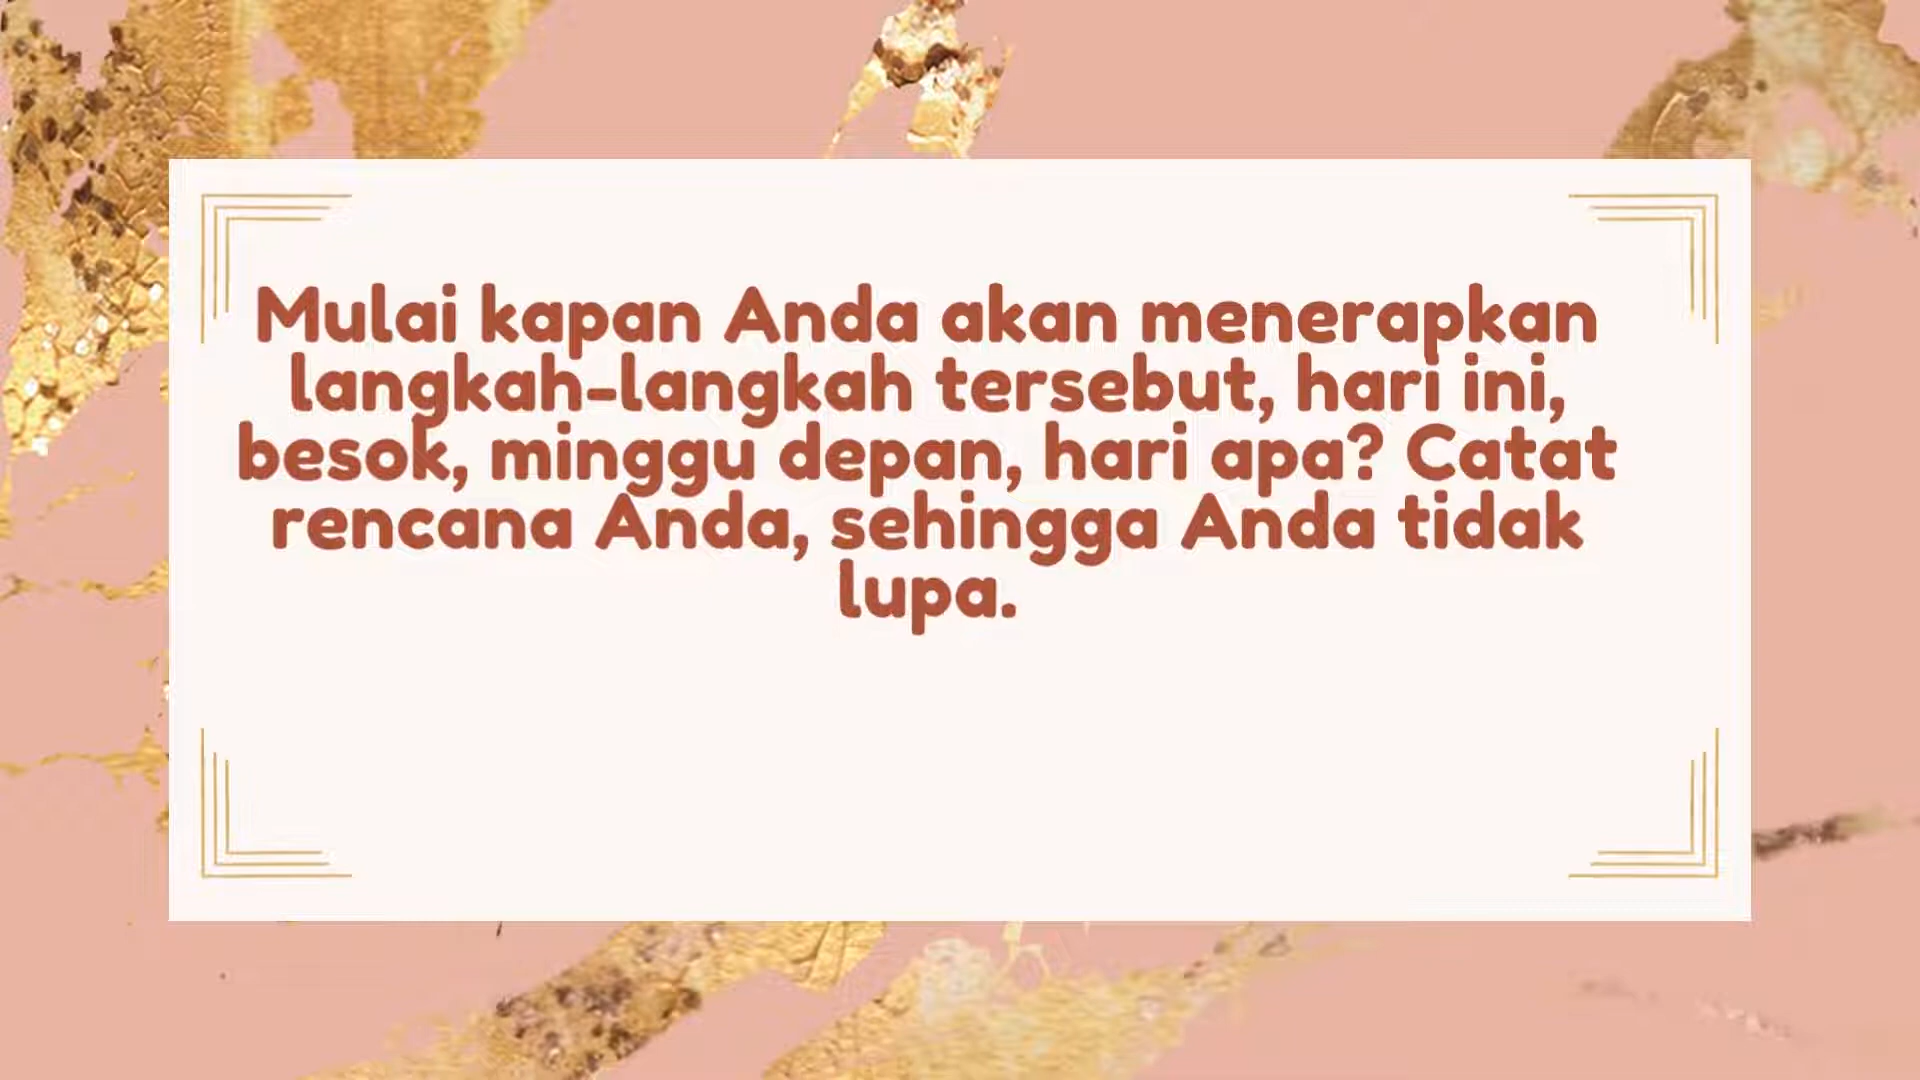 Mulai kapan Anda akan menerapkan
langkah-langkah tersebut, hari ini,
besok, minggu depan, hari apa? Catat
rencana Anda, sehingga Anda tidak
lupa.